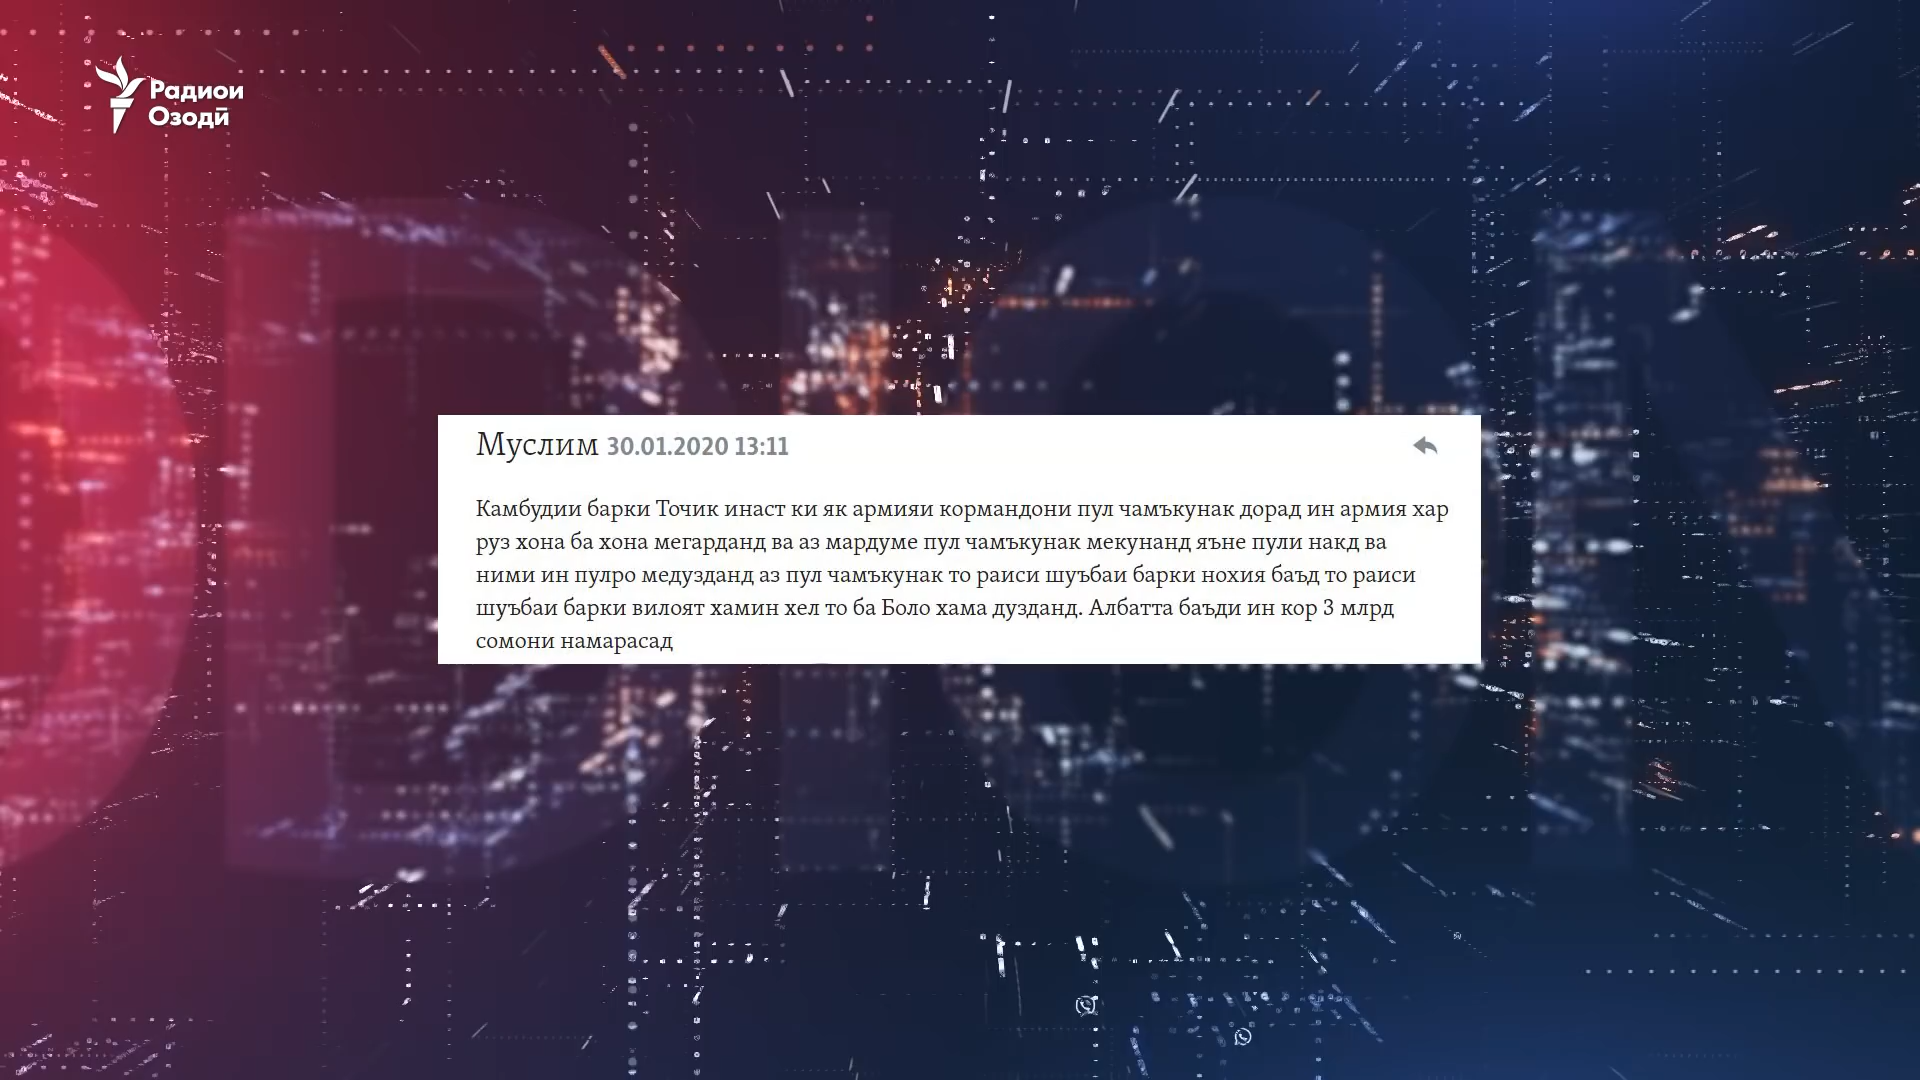 Радиои
Озодӣ
Муслим 30.01.2020 13:11
Камбудии барки Точик инаст ки як армияи кормандони пул чамъкунак дорад ин армия хар
руз хона ба хона мегарданд ва аз мардуме пул чамъкунак мекунанд яъне пули накд ва
ними ин пулро медузданд аз пул чамъкунак то раиси шуъбаи барки нохия баъд то раиси
шуъбаи барки вилоят хамин хел то ба Боло хама дузданд. Албатта баъди ин кор 3 млрд
сомони намарасад